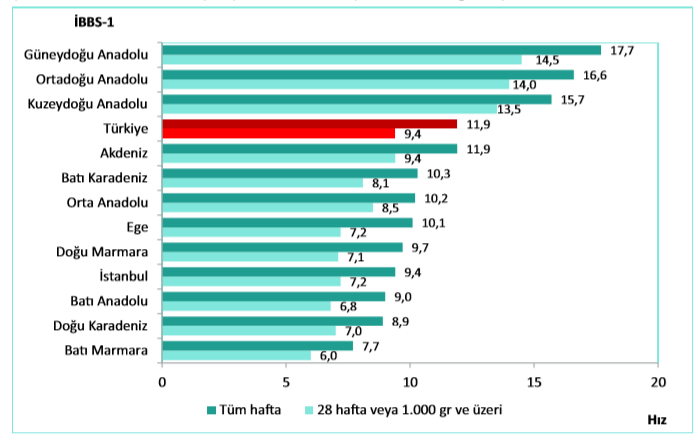 İBBS-1
Güneydoğu Anadolu 17,7
14,5
Ortadoğu Anadolu 16,6
14,0
Kuzeydoğu Anadolu 15,7
13,5
Türkiye 11,9
9,4
Akdeniz 11,9
9,4
Batı Karadeniz 10,3
8,1
Orta Anadolu 10,2
8,5
Ege 10,1
7,2
Doğu Marmara 9,7
7,1
İstanbul 9,4
7,2
Batı Anadolu 9,0
6,8
Doğu Karadeniz 8,9
7,0
Batı Marmara 7,7
6,0
0 5 10 15 20
Tüm hafta 28 hafta veya 1.000 gr ve üzeri
Hız